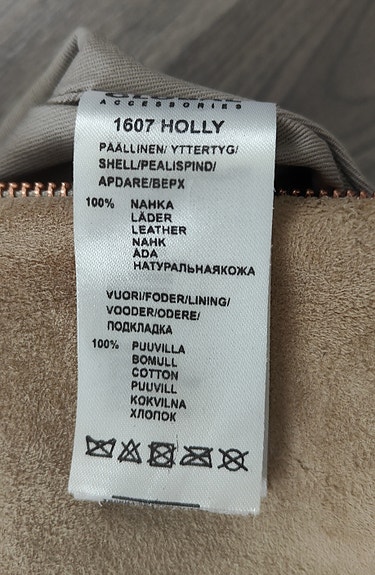 ACCESSORIES
1607 HOLLY
PÄÄLLINEN/ YTTERTYG/
SHELL/PEALISPIND/
APDARE/ВЕРХ
100% NAHKA
LÄDER
LEATHER
NAHK
ĀDA
НАТУРАЛЬНАЯКОЖА
VUORI/FODER/LINING/
VOODER/ODERE/
ПОДКЛАДКА
100% PUUVILLA
BOMULL
COTTON
PUUVILL
KOKVILNA
ХЛОПОК